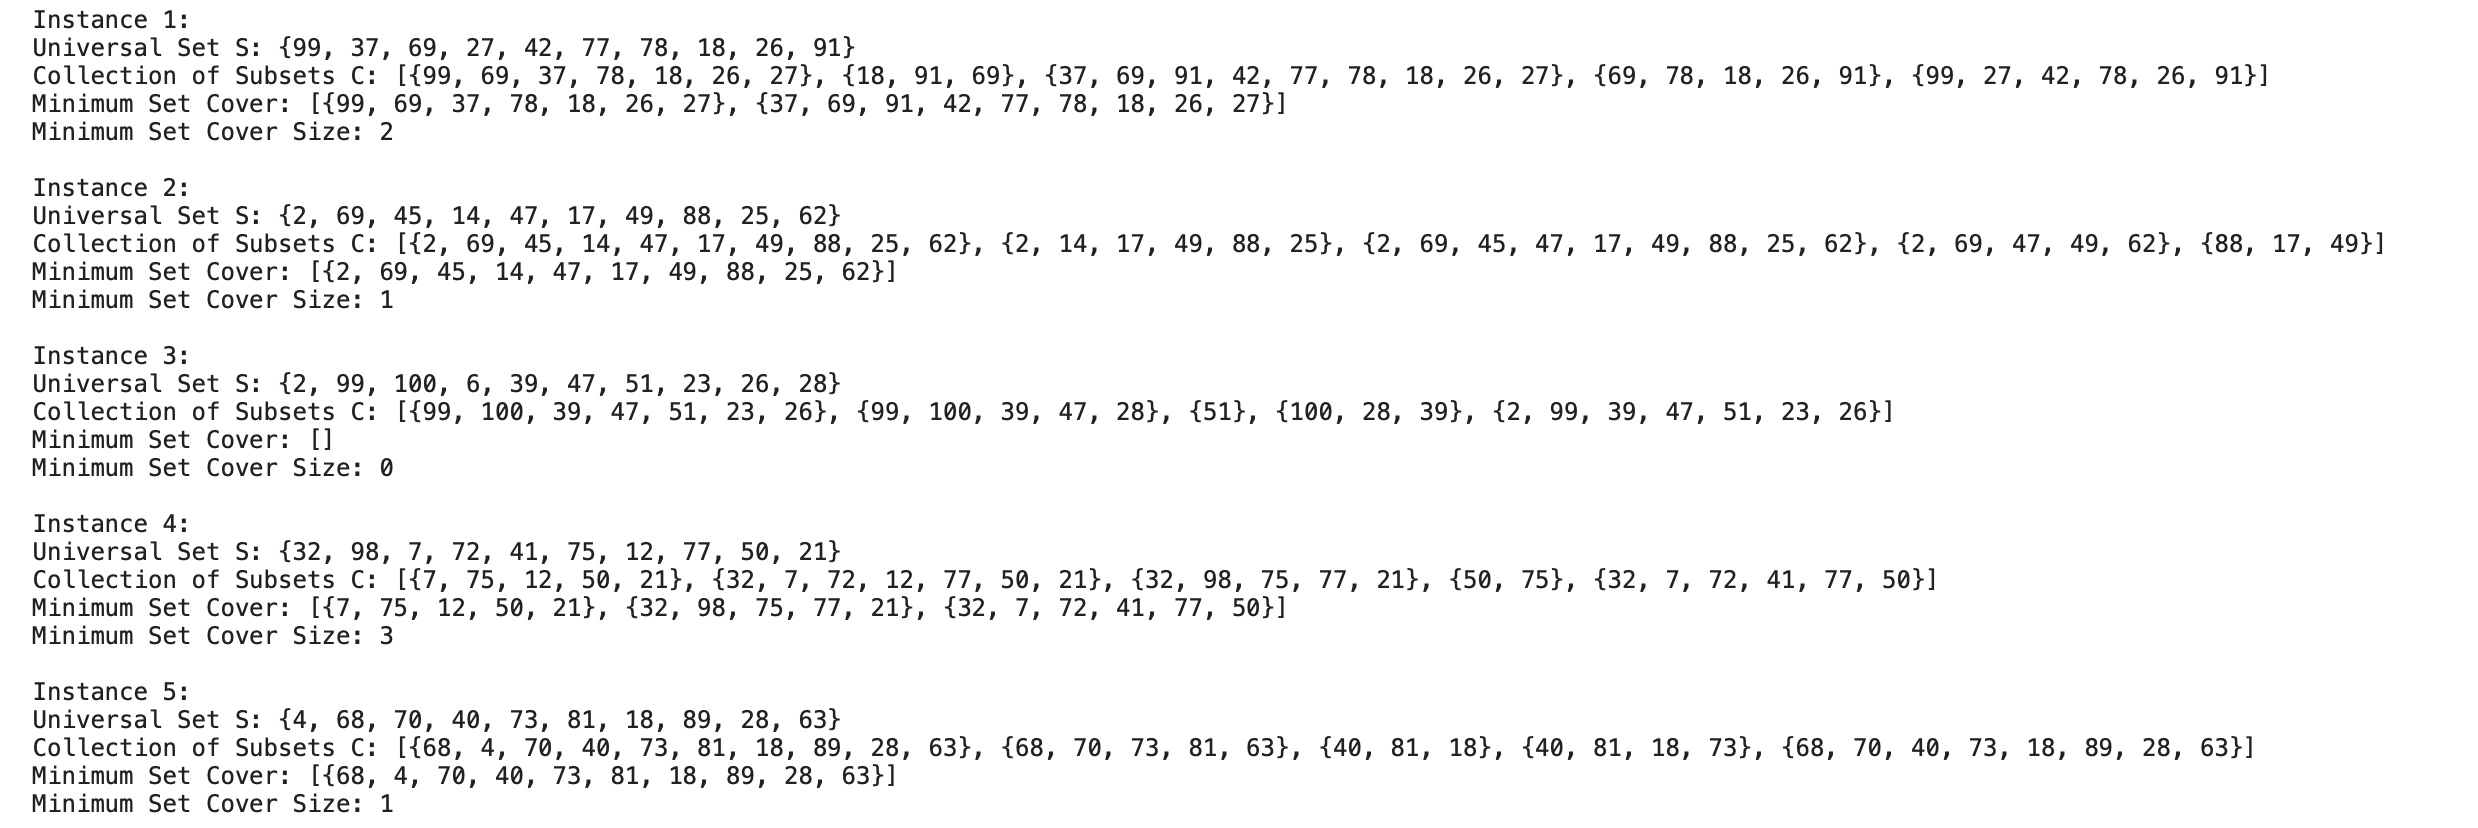 Instance 1:
Universal Set S: {99, 37, 69, 27, 42, 77, 78, 18, 26, 91}
Collection of Subsets C: [{99, 69, 37, 78, 18, 26, 27}, {18, 91, 69}, {37, 69, 91, 42, 77, 78, 18, 26, 27}, {69, 78, 18, 26, 91}, {99, 27, 42, 78, 26, 91}]
Minimum Set Cover: [{99, 69, 37, 78, 18, 26, 27}, {37, 69, 91, 42, 77, 78, 18, 26, 27}]
Minimum Set Cover Size: 2

Instance 2:
Universal Set S: {2, 69, 45, 14, 47, 17, 49, 88, 25, 62}
Collection of Subsets C: [{2, 69, 45, 14, 47, 17, 49, 88, 25, 62}, {2, 14, 17, 49, 88, 25}, {2, 69, 45, 47, 17, 49, 88, 25, 62}, {2, 69, 47, 49, 62}, {88, 17, 49}]
Minimum Set Cover: [{2, 69, 45, 14, 47, 17, 49, 88, 25, 62}]
Minimum Set Cover Size: 1

Instance 3:
Universal Set S: {2, 99, 100, 6, 39, 47, 51, 23, 26, 28}
Collection of Subsets C: [{99, 100, 39, 47, 51, 23, 26}, {99, 100, 39, 47, 28}, {51}, {100, 28, 39}, {2, 99, 39, 47, 51, 23, 26}]
Minimum Set Cover: []
Minimum Set Cover Size: 0

Instance 4:
Universal Set S: {32, 98, 7, 72, 41, 75, 12, 77, 50, 21}
Collection of Subsets C: [{7, 75, 12, 50, 21}, {32, 7, 72, 12, 77, 50, 21}, {32, 98, 75, 77, 21}, {50, 75}, {32, 7, 72, 41, 77, 50}]
Minimum Set Cover: [{7, 75, 12, 50, 21}, {32, 98, 75, 77, 21}, {32, 7, 72, 41, 77, 50}]
Minimum Set Cover Size: 3

Instance 5:
Universal Set S: {4, 68, 70, 40, 73, 81, 18, 89, 28, 63}
Collection of Subsets C: [{68, 4, 70, 40, 73, 81, 18, 89, 28, 63}, {68, 70, 73, 81, 63}, {40, 81, 18}, {40, 81, 18, 73}, {68, 70, 40, 73, 18, 89, 28, 63}]
Minimum Set Cover: [{68, 4, 70, 40, 73, 81, 18, 89, 28, 63}]
Minimum Set Cover Size: 1